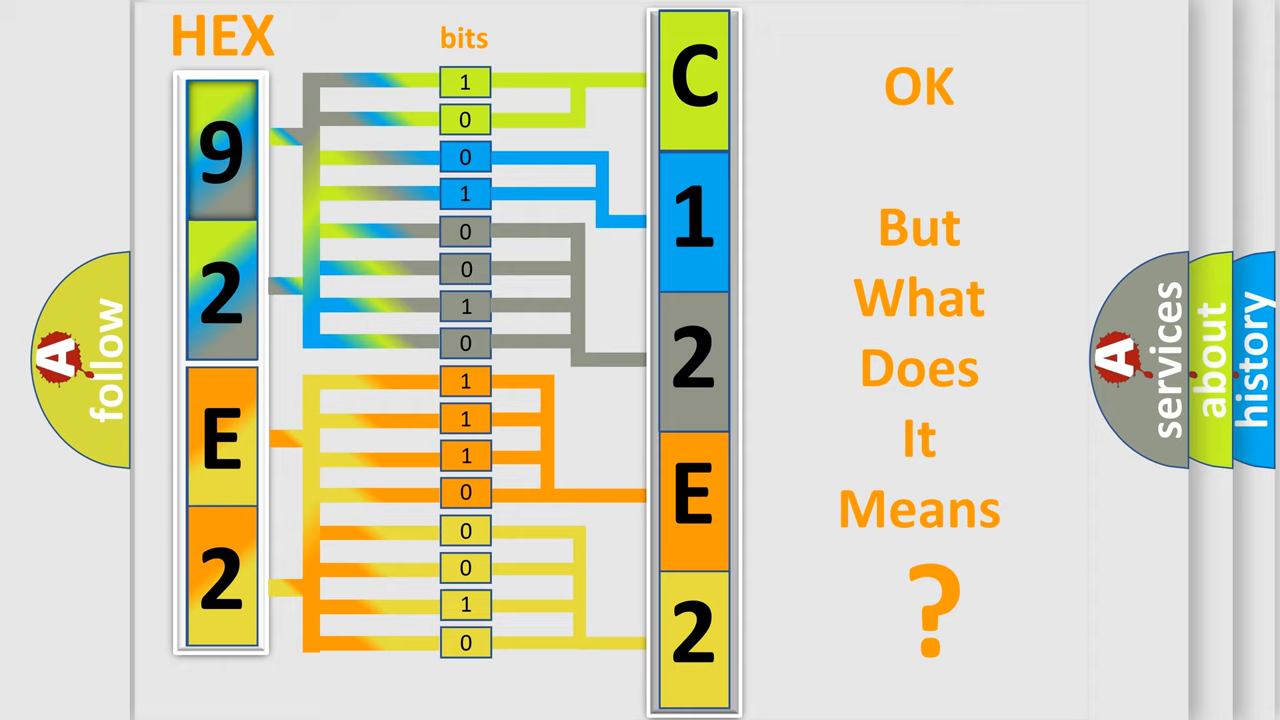 HEX
bits
9
2
E
2
1
0
0
1
0
0
1
0
1
1
1
0
0
0
1
0
C
1
2
E
2
OK
But
What
Does
It
Means
?
A
follow
A
services
about
history